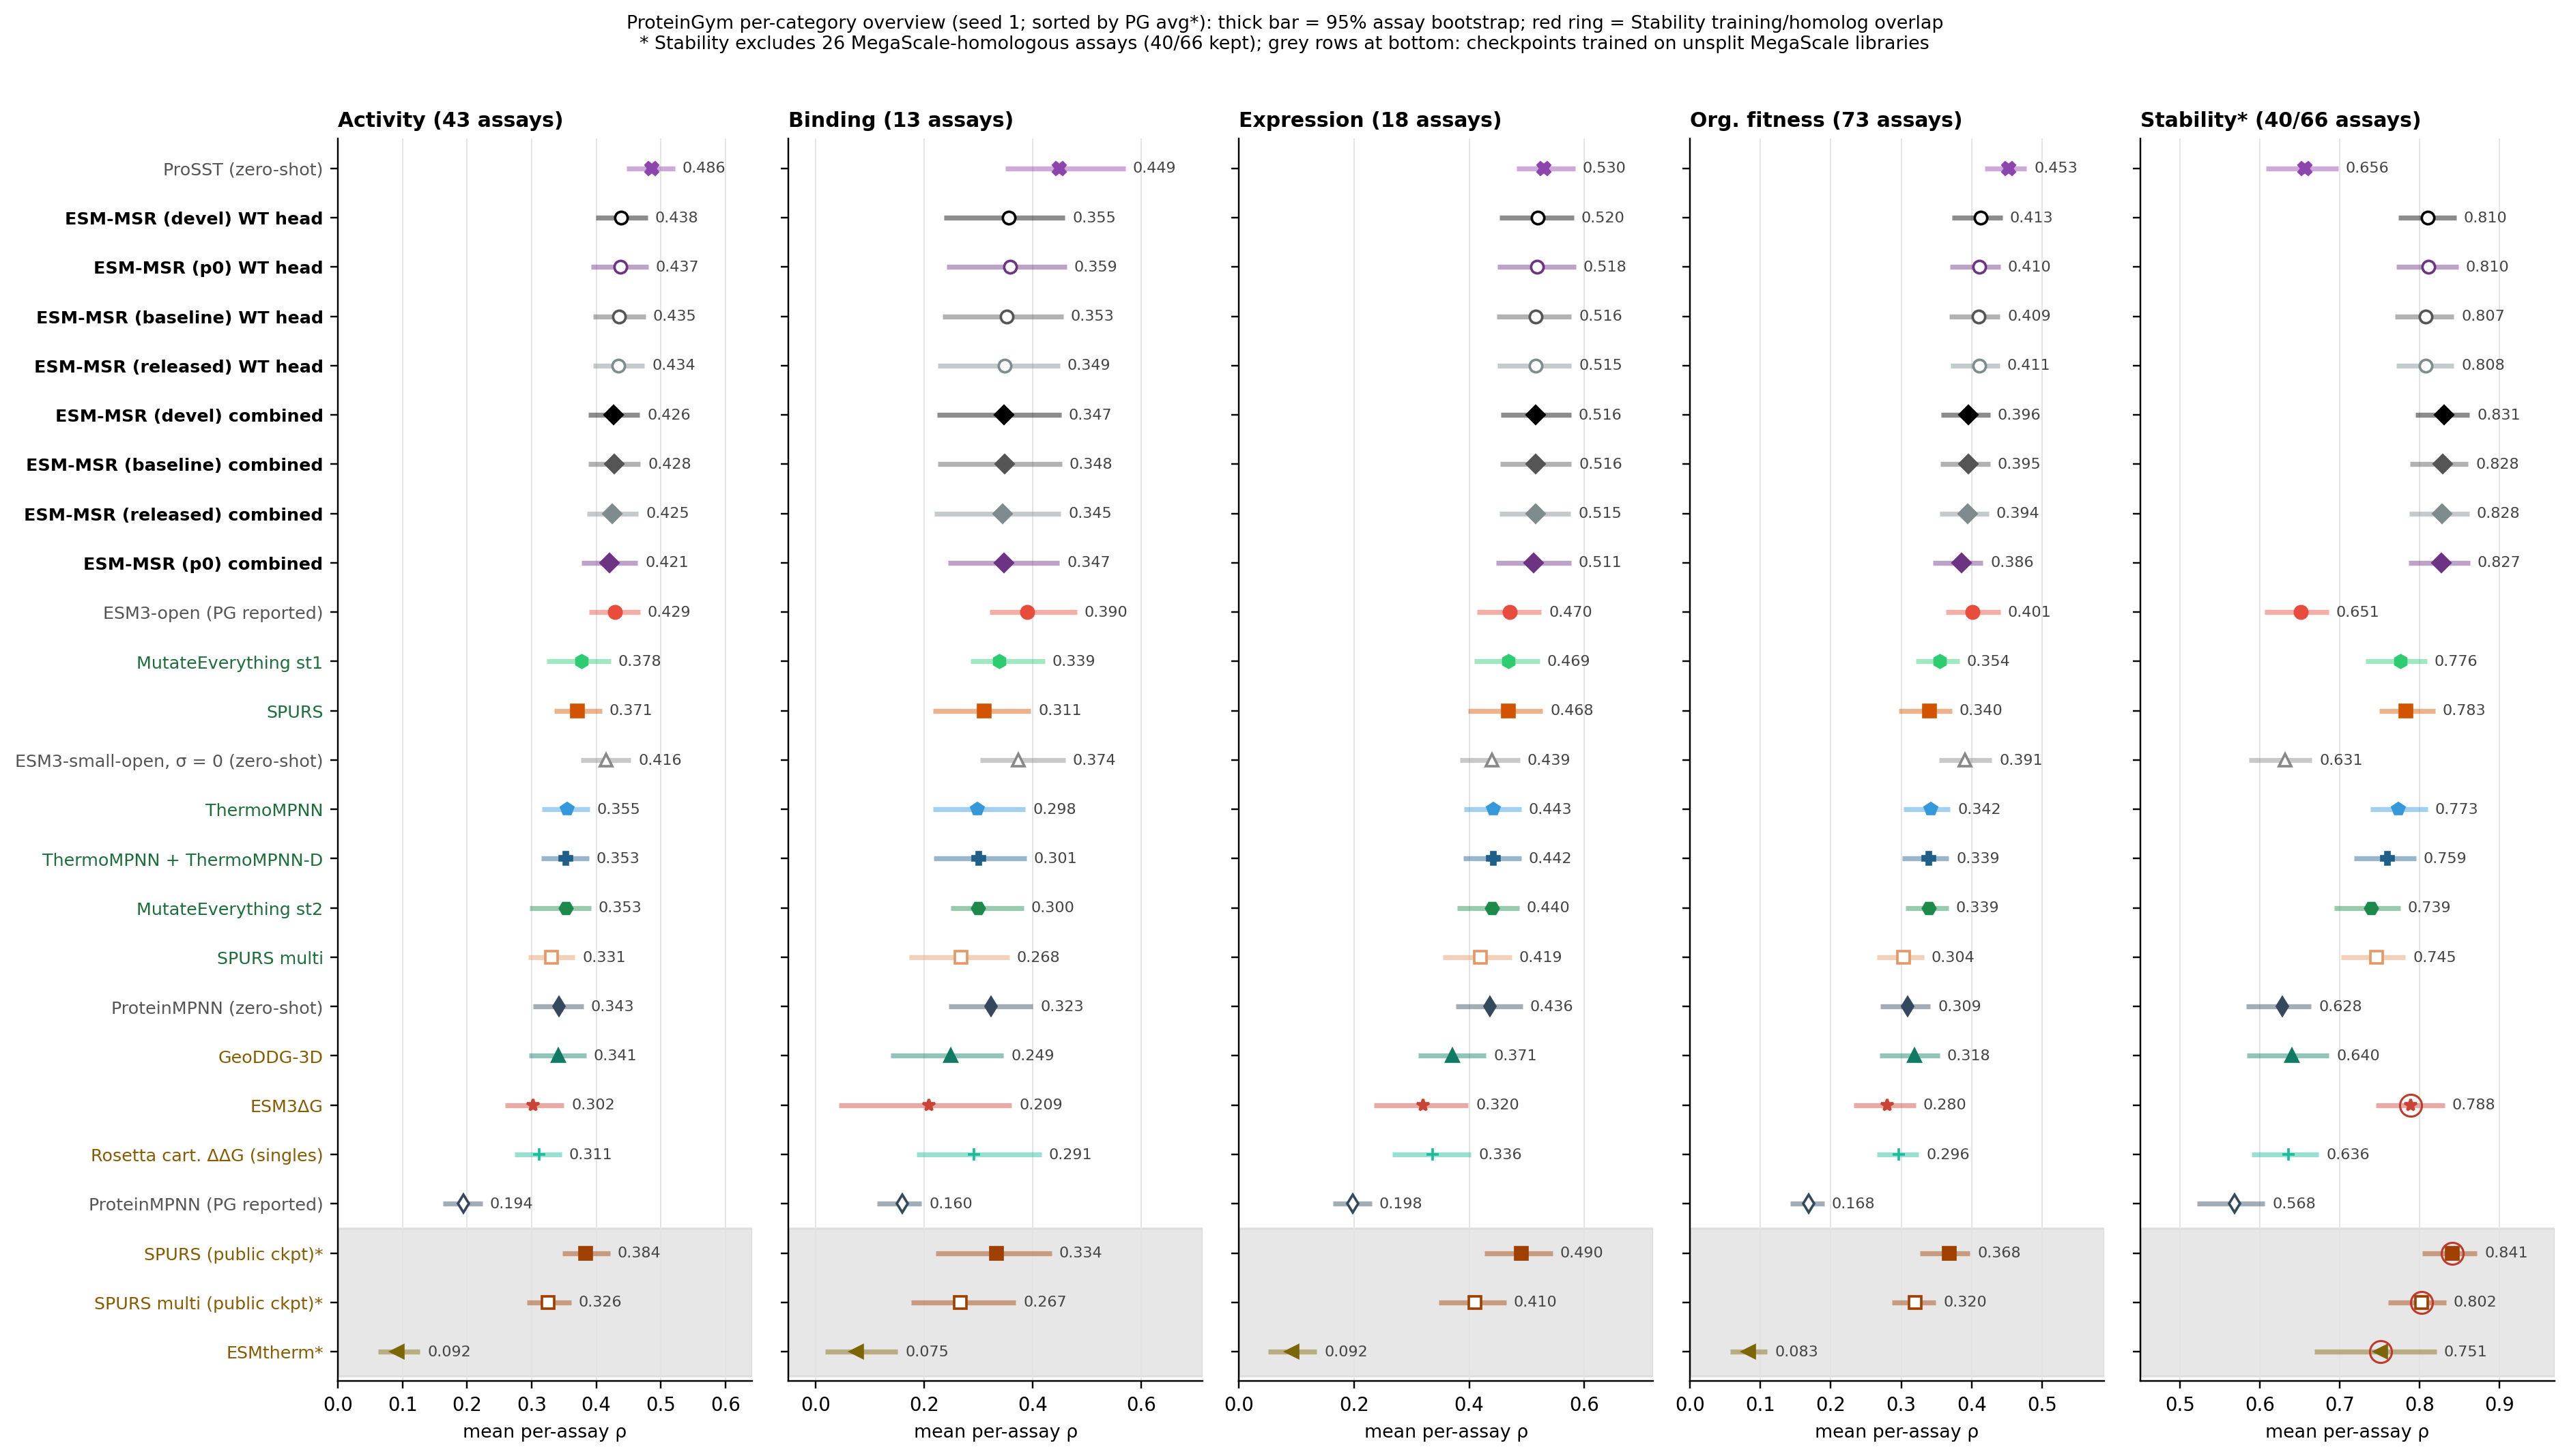 ProteinGym per-category overview (seed 1; sorted by PG avg*): thick bar = 95% assay bootstrap; red ring = Stability training/homolog overlap
* Stability excludes 26 MegaScale-homologous assays (40/66 kept); grey rows at bottom: checkpoints trained on unsplit MegaScale libraries
Activity (43 assays) Binding (13 assays) Expression (18 assays) Org. fitness (73 assays) Stability* (40/66 assays)
ProSST (zero-shot) 0.486 0.449 0.530 0.453 0.656
ESM-MSR (devel) WT head 0.438 0.355 0.520 0.413 0.810
ESM-MSR (p0) WT head 0.437 0.359 0.518 0.410 0.810
ESM-MSR (baseline) WT head 0.435 0.353 0.516 0.409 0.807
ESM-MSR (released) WT head 0.434 0.349 0.515 0.411 0.808
ESM-MSR (devel) combined 0.426 0.347 0.516 0.396 0.831
ESM-MSR (baseline) combined 0.428 0.348 0.516 0.395 0.828
ESM-MSR (released) combined 0.425 0.345 0.515 0.394 0.828
ESM-MSR (p0) combined 0.421 0.347 0.511 0.386 0.827
ESM3-open (PG reported) 0.429 0.390 0.470 0.401 0.651
MutateEverything st1 0.378 0.339 0.469 0.354 0.776
SPURS 0.371 0.311 0.468 0.340 0.783
ESM3-small-open, σ = 0 (zero-shot) 0.416 0.374 0.439 0.391 0.631
ThermoMPNN 0.355 0.298 0.443 0.342 0.773
ThermoMPNN + ThermoMPNN-D 0.353 0.301 0.442 0.339 0.759
MutateEverything st2 0.353 0.300 0.440 0.339 0.739
SPURS multi 0.331 0.268 0.419 0.304 0.745
ProteinMPNN (zero-shot) 0.343 0.323 0.436 0.309 0.628
GeoDDG-3D 0.341 0.249 0.371 0.318 0.640
ESM3ΔG 0.302 0.209 0.320 0.280 0.788
Rosetta cart. ΔΔG (singles) 0.311 0.291 0.336 0.296 0.636
ProteinMPNN (PG reported) 0.194 0.160 0.198 0.168 0.568
SPURS (public ckpt)* 0.384 0.334 0.490 0.368 0.841
SPURS multi (public ckpt)* 0.326 0.267 0.410 0.320 0.802
ESMtherm* 0.092 0.075 0.092 0.083 0.751
0.0 0.1 0.2 0.3 0.4 0.5 0.6 0.0 0.2 0.4 0.6 0.0 0.2 0.4 0.6 0.0 0.1 0.2 0.3 0.4 0.5 0.5 0.6 0.7 0.8 0.9
mean per-assay ρ mean per-assay ρ mean per-assay ρ mean per-assay ρ mean per-assay ρ